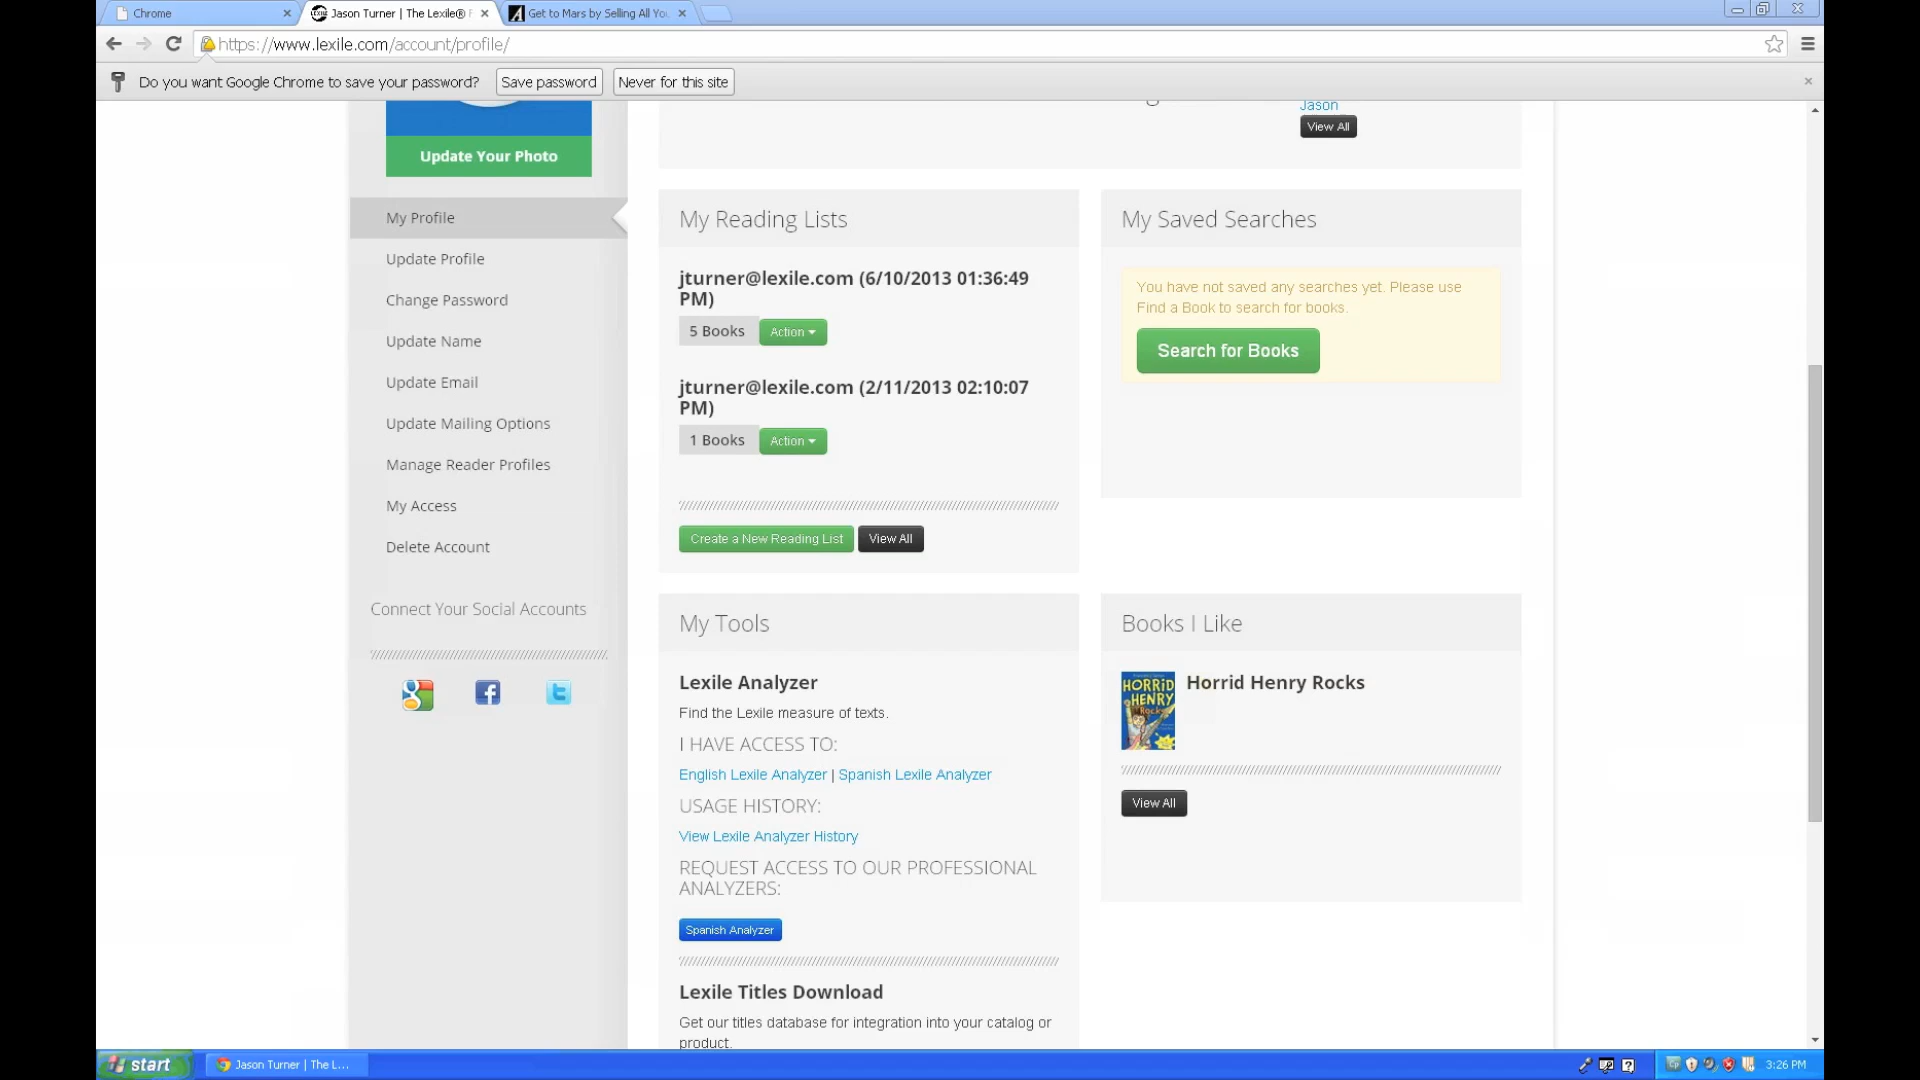 Chrome
Jason Turner | The Lexile® F
Get to Mars by Selling All You
https://www.lexile.com/account/profile/
Do you want Google Chrome to save your password?
Save password
Never for this site
Jason
View All
Update Your Photo
My Profile
Update Profile
Change Password
Update Name
Update Email
Update Mailing Options
Manage Reader Profiles
My Access
Delete Account
Connect Your Social Accounts
My Reading Lists
jturner@lexile.com (6/10/2013 01:36:49
PM)
5 Books
Action
jturner@lexile.com (2/11/2013 02:10:07
PM)
1 Books
Action
Create a New Reading List
View All
My Saved Searches
You have not saved any searches yet. Please use
Find a Book to search for books.
Search for Books
My Tools
Lexile Analyzer
Find the Lexile measure of texts.
I HAVE ACCESS TO:
English Lexile Analyzer | Spanish Lexile Analyzer
USAGE HISTORY:
View Lexile Analyzer History
REQUEST ACCESS TO OUR PROFESSIONAL
ANALYZERS:
Spanish Analyzer
Lexile Titles Download
Get our titles database for integration into your catalog or
product.
Books I Like
HORRID
HENRY
Rocks
Horrid Henry Rocks
View All
start
Jason Turner | The L...
3:26 PM